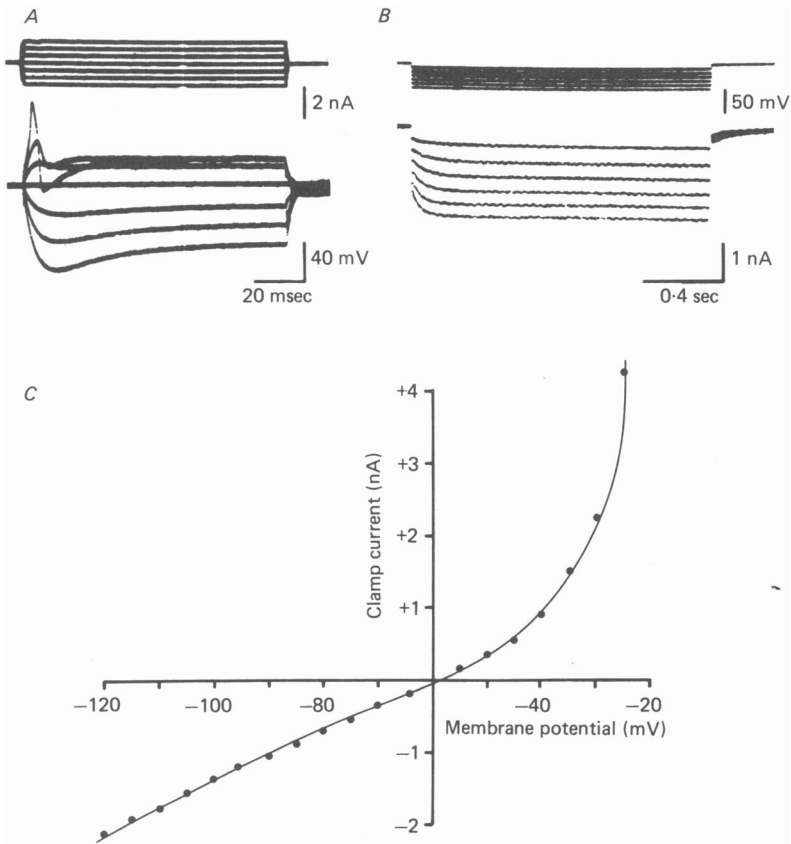 A
2 nA
40 mV
20 msec
B
50 mV
1 nA
0·4 sec
C
+4
+3
+2
+1
−1
−2
Clamp current (nA)
−120
−100
−80
−40
−20
Membrane potential (mV)